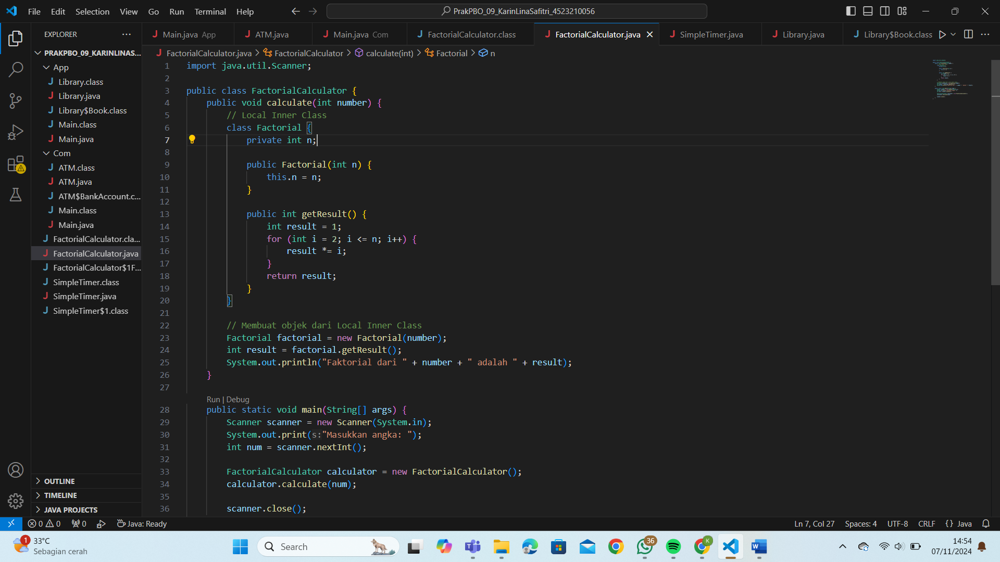 File Edit Selection View Go Run Terminal Help
PrakPBO_09_KarinLinaSafitri_4523210056
EXPLORER
Main.java App
ATM.java
Main.java Com
FactorialCalculator.class
FactorialCalculator.java
SimpleTimer.java
Library.java
Library$Book.class
PRAKPBO_09_KARINLINAS...
App
Library.class
Library.java
Library$Book.class
Main.class
Main.java
Com
ATM.class
ATM.java
ATM$BankAccount.c...
Main.class
Main.java
FactorialCalculator.cla...
FactorialCalculator.java
FactorialCalculator$1F...
SimpleTimer.class
SimpleTimer.java
SimpleTimer$1.class
OUTLINE
TIMELINE
JAVA PROJECTS
FactorialCalculator.java > FactorialCalculator > calculate(int) > Factorial > n
1 import java.util.Scanner;
2
3 public class FactorialCalculator {
4 public void calculate(int number) {
5 // Local Inner Class
6 class Factorial {
7 private int n;
8
9 public Factorial(int n) {
10 this.n = n;
11 }
12
13 public int getResult() {
14 int result = 1;
15 for (int i = 2; i <= n; i++) {
16 result *= i;
17 }
18 return result;
19 }
20 }
21
22 // Membuat objek dari Local Inner Class
23 Factorial factorial = new Factorial(number);
24 int result = factorial.getResult();
25 System.out.println("Faktorial dari " + number + " adalah " + result);
26 }
27
Run | Debug
28 public static void main(String[] args) {
29 Scanner scanner = new Scanner(System.in);
30 System.out.print(s:"Masukkan angka: ");
31 int num = scanner.nextInt();
32
33 FactorialCalculator calculator = new FactorialCalculator();
34 calculator.calculate(num);
35
36 scanner.close();
0 0 0 Java: Ready
Ln 7, Col 27 Spaces: 4 UTF-8 CRLF {} Java
1
33°C
Sebagian cerah
Search
36
K
14:54
07/11/2024